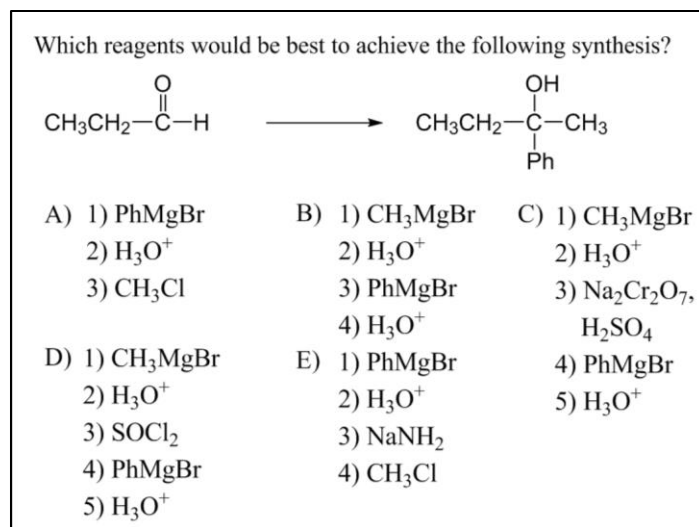 Which reagents would be best to achieve the following synthesis?
O
CH₃CH₂–C–H
OH
CH₃CH₂–C–CH₃
Ph
A) 1) PhMgBr
2) H₃O⁺
3) CH₃Cl
B) 1) CH₃MgBr
2) H₃O⁺
3) PhMgBr
4) H₃O⁺
C) 1) CH₃MgBr
2) H₃O⁺
3) Na₂Cr₂O₇,
H₂SO₄
4) PhMgBr
5) H₃O⁺
D) 1) CH₃MgBr
2) H₃O⁺
3) SOCl₂
4) PhMgBr
5) H₃O⁺
E) 1) PhMgBr
2) H₃O⁺
3) NaNH₂
4) CH₃Cl